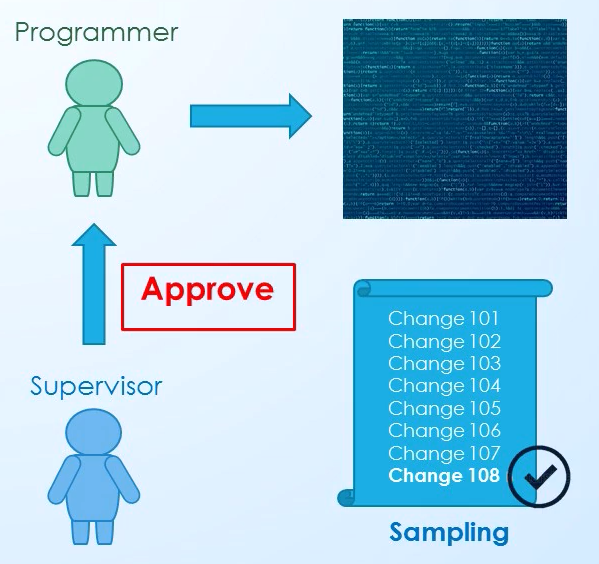 Programmer
Approve
Supervisor
Change 101
Change 102
Change 103
Change 104
Change 105
Change 106
Change 107
Change 108
Sampling